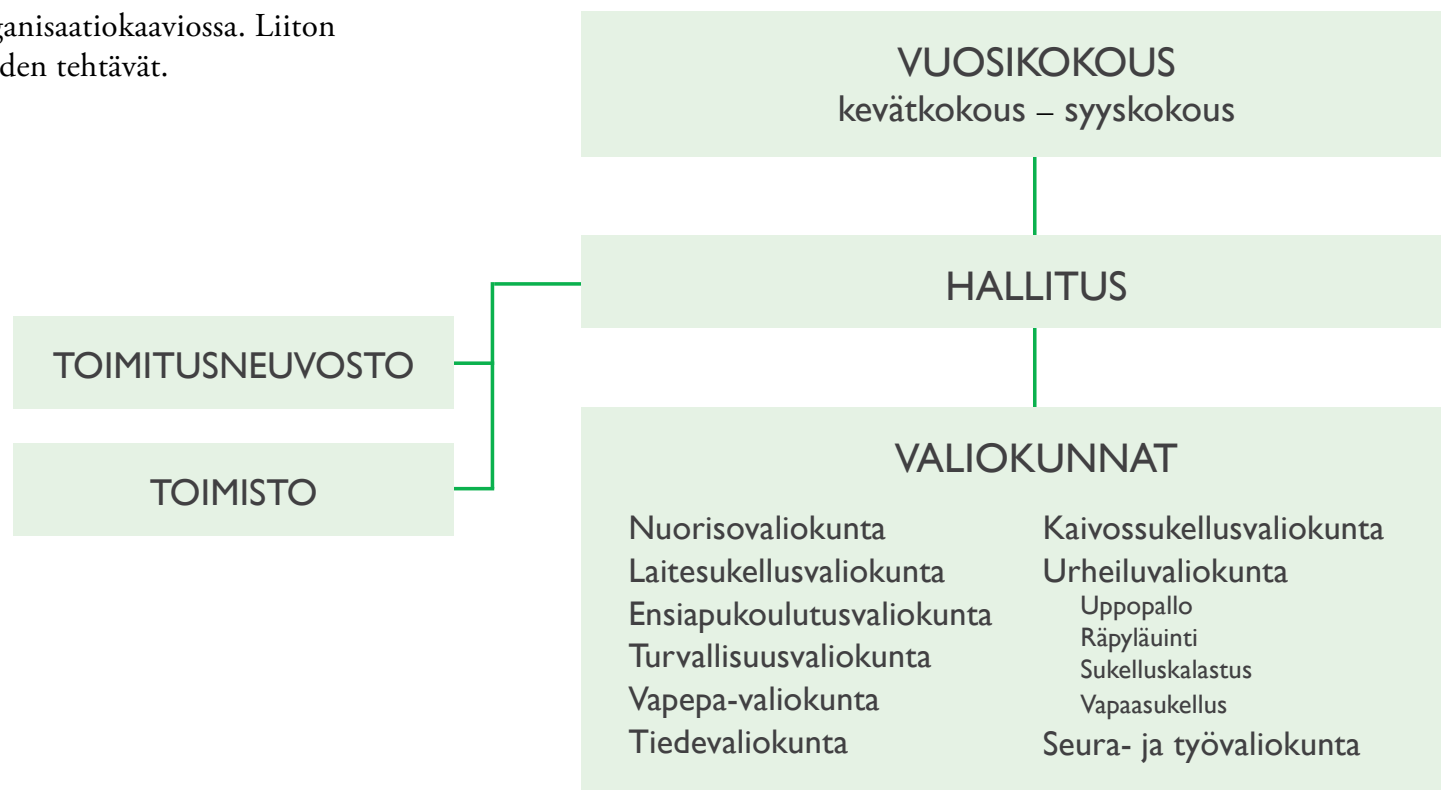 ganisaatiokaaviossa. Liiton
den tehtävät.
VUOSIKOKOUS
kevätkokous – syyskokous
HALLITUS
TOIMITUSNEUVOSTO
TOIMISTO
VALIOKUNNAT
Nuorisovaliokunta
Laitesukellusvaliokunta
Ensiapukoulutusvaliokunta
Turvallisuusvaliokunta
Vapepa-valiokunta
Tiedevaliokunta
Kaivossukellusvaliokunta
Urheiluvaliokunta
Uppopallo
Räpyläuinti
Sukelluskalastus
Vapaasukellus
Seura- ja työvaliokunta